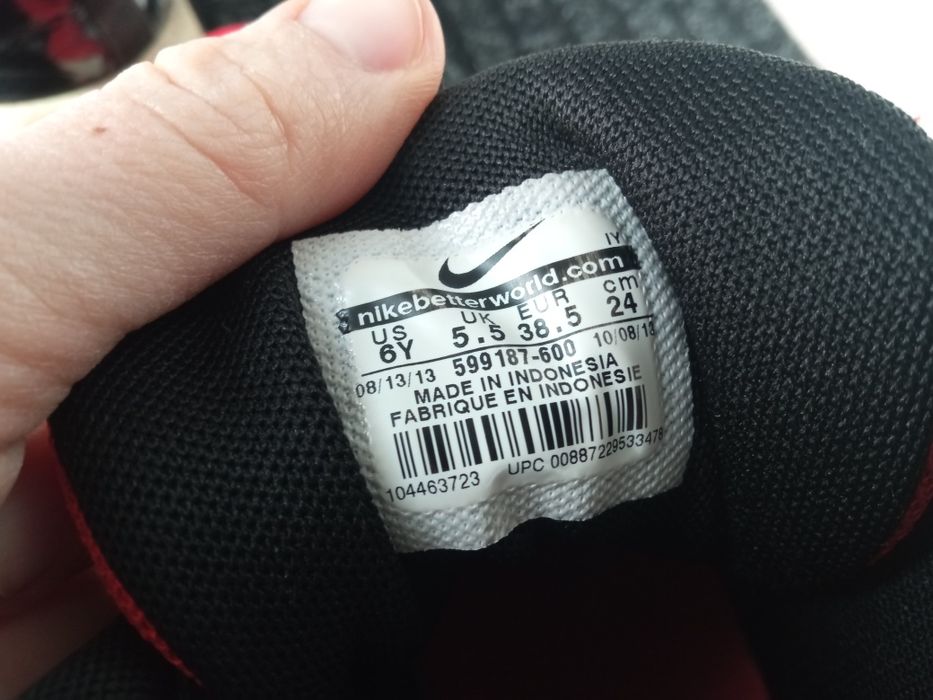 IY
nikebetterworld.com
US UK EUR cm
6Y 5.5 38.5 24
08/13/13 599187-600 10/08/13
MADE IN INDONESIA
FABRIQUE EN INDONESIE
104463723 UPC 00887229533478